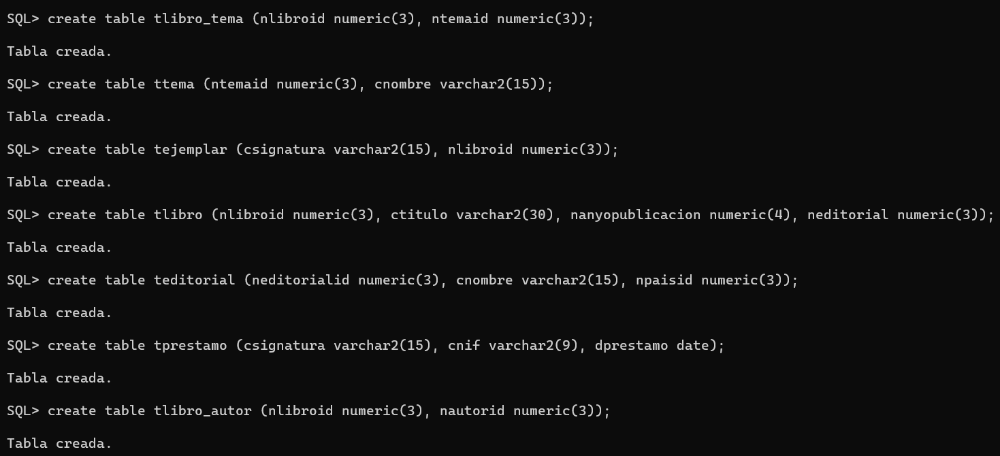 SQL> create table tlibro_tema (nlibroid numeric(3), ntemaid numeric(3));
Tabla creada.
SQL> create table ttema (ntemaid numeric(3), cnombre varchar2(15));
Tabla creada.
SQL> create table tejemplar (csignatura varchar2(15), nlibroid numeric(3));
Tabla creada.
SQL> create table tlibro (nlibroid numeric(3), ctitulo varchar2(30), nanyopublicacion numeric(4), neditorial numeric(3));
Tabla creada.
SQL> create table teditorial (neditorialid numeric(3), cnombre varchar2(15), npaisid numeric(3));
Tabla creada.
SQL> create table tprestamo (csignatura varchar2(15), cnif varchar2(9), dprestamo date);
Tabla creada.
SQL> create table tlibro_autor (nlibroid numeric(3), nautorid numeric(3));
Tabla creada.